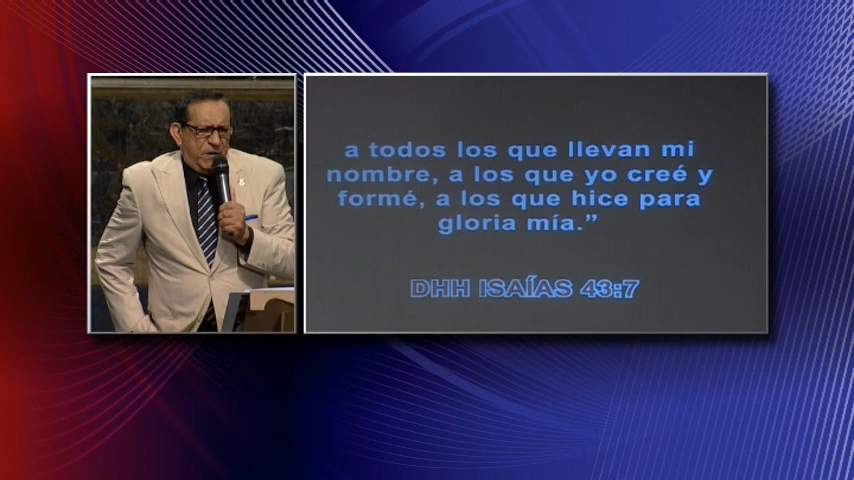 a todos los que llevan mi
nombre, a los que yo creé y
formé, a los que hice para
gloria mía.”
DHH ISAÍAS 43:7